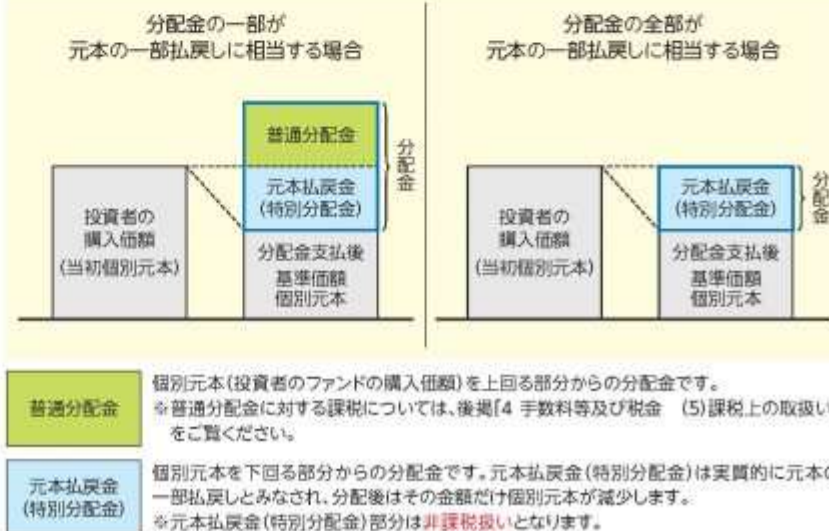 分配金の一部が
元本の一部払戻しに相当する場合
普通分配金
元本払戻金
(特別分配金)
分配金
投資者の
購入価額
(当初個別元本)
分配金支払後
基準価額
個別元本
分配金の全部が
元本の一部払戻しに相当する場合
元本払戻金
(特別分配金)
分配金
投資者の
購入価額
(当初個別元本)
分配金支払後
基準価額
個別元本
普通分配金
個別元本(投資者のファンドの購入価額)を上回る部分からの分配金です。
※普通分配金に対する課税については、後掲「4 手数料等及び税金 (5)課税上の取扱い
をご覧ください。
元本払戻金
(特別分配金)
個別元本を下回る部分からの分配金です。元本払戻金(特別分配金)は実質的に元本の
一部払戻しとみなされ、分配後はその金額だけ個別元本が減少します。
※元本払戻金(特別分配金)部分は非課税扱いとなります。